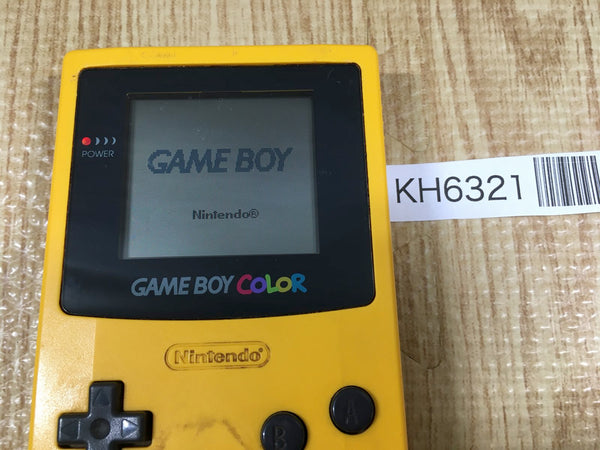 POWER
GAME BOY
Nintendo®
GAME BOY COLOR
Nintendo
B
A
KH6321